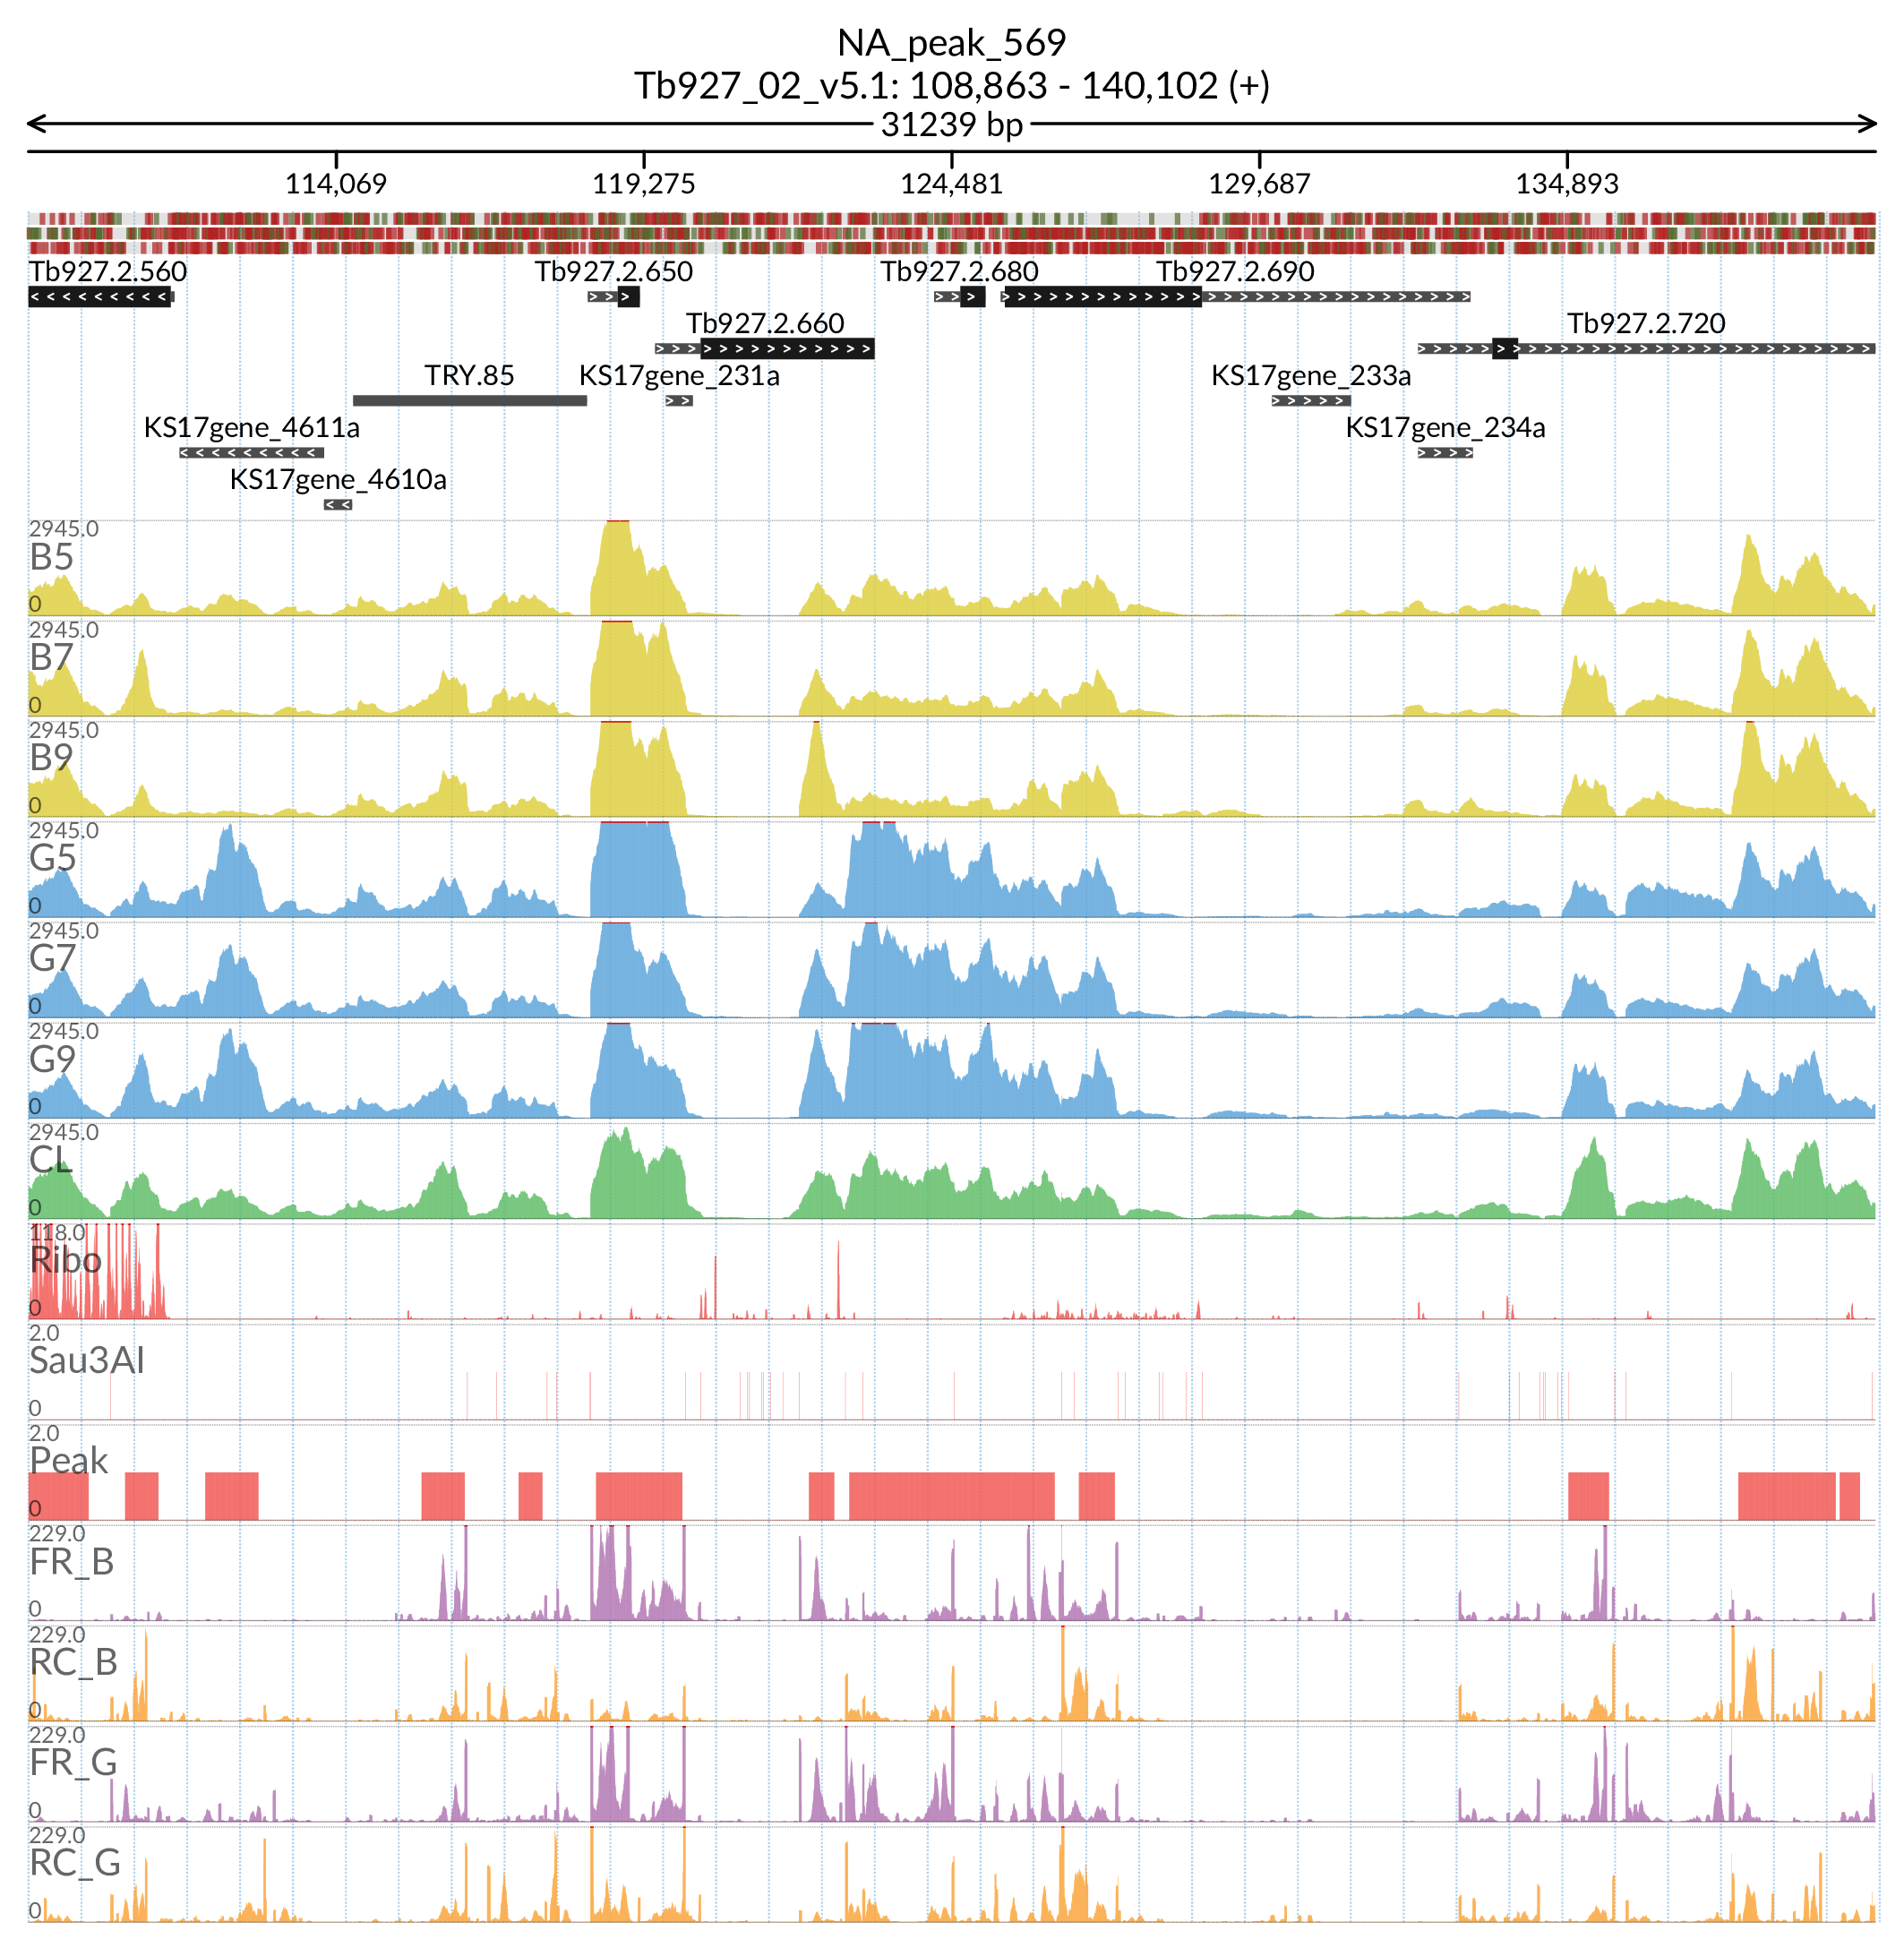 NA_peak_569
Tb927_02_v5.1: 108,863 - 140,102 (+)
31239 bp
114,069 119,275 124,481 129,687 134,893
Tb927.2.560 Tb927.2.650 Tb927.2.680 Tb927.2.690
Tb927.2.660 Tb927.2.720
TRY.85 KS17gene_231a KS17gene_233a
KS17gene_4611a KS17gene_234a
KS17gene_4610a
2945.0
B5
0
2945.0
B7
0
2945.0
B9
0
2945.0
G5
0
2945.0
G7
0
2945.0
G9
0
2945.0
CL
0
118.0
Ribo
0
2.0
Sau3AI
0
2.0
Peak
0
229.0
FR_B
0
229.0
RC_B
0
229.0
FR_G
0
229.0
RC_G
0